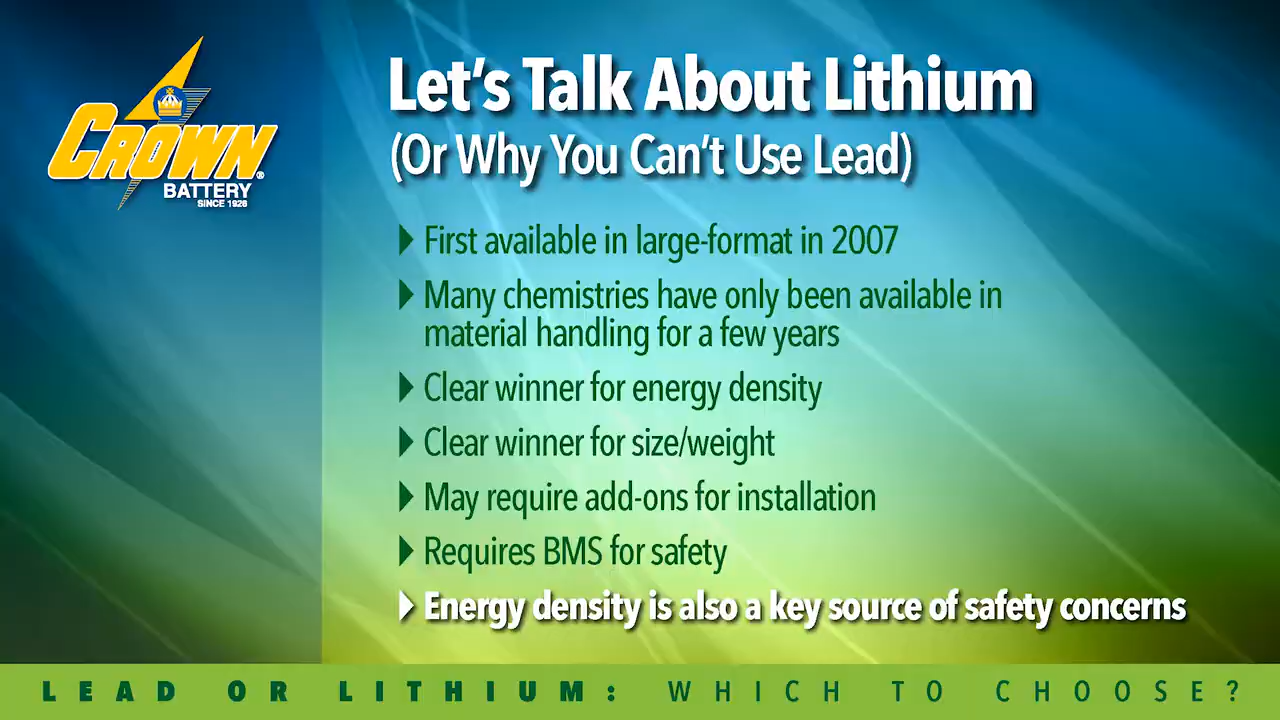 CROWN®
BATTERY
SINCE 1926
Let‘s Talk About Lithium
(Or Why You Can’t Use Lead)
First available in large-format in 2007
Many chemistries have only been available in
material handling for a few years
Clear winner for energy density
Clear winner for size/weight
May require add-ons for installation
Requires BMS for safety
Energy density is also a key source of safety concerns
LEAD OR LITHIUM: WHICH TO CHOOSE?